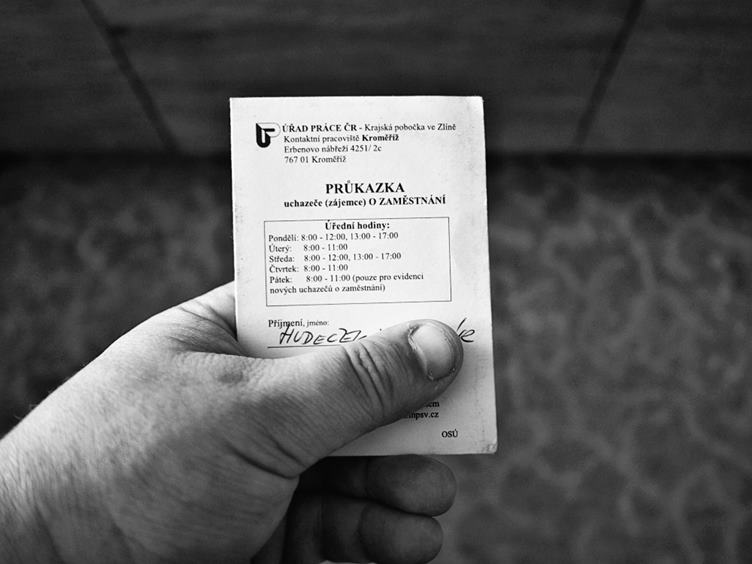 ÚŘAD PRÁCE ČR - Krajská pobočka ve Zlíně
Kontaktní pracoviště Kroměříž
Erbenovo nábřeží 4251/ 2c
767 01 Kroměříž
PRŮKAZKA
uchazeče (zájemce) O ZAMĚSTNÁNÍ
Úřední hodiny:
Pondělí: 8:00 - 12:00, 13:00 - 17:00
Úterý: 8:00 - 11:00
Středa: 8:00 - 12:00, 13:00 - 17:00
Čtvrtek: 8:00 - 11:00
Pátek: 8:00 - 11:00 (pouze pro evidenci
nových uchazečů o zaměstnání)
Příjmení, jméno:
HUDECZEK
mpsv.cz
OSÚ